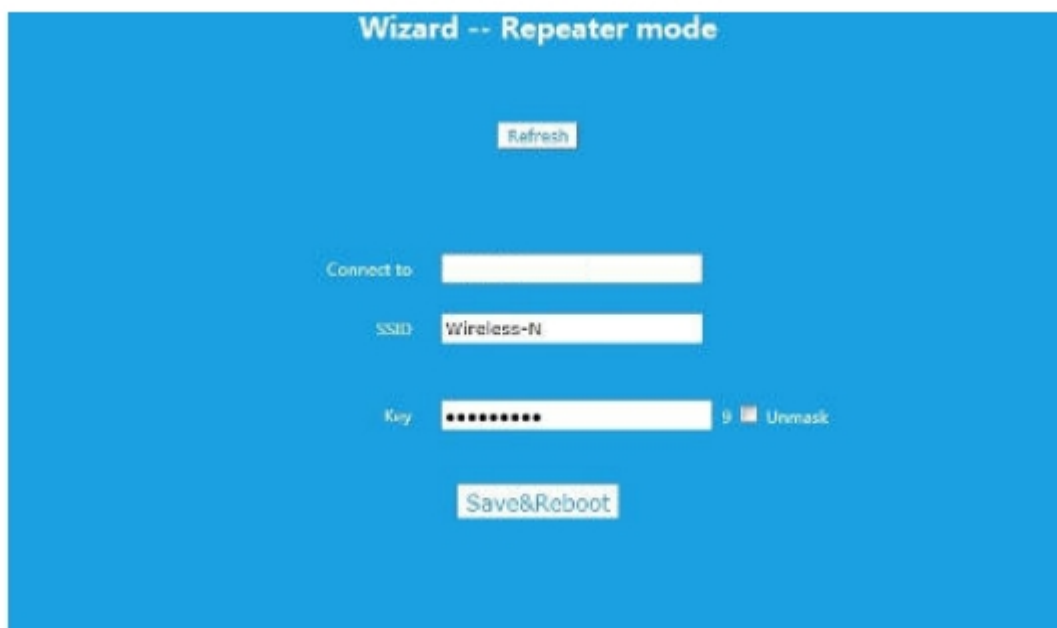 Wizard -- Repeater mode
Refresh
Connect to
SSID Wireless-N
Key ●●●●●●●●● 9 Unmask
Save&Reboot